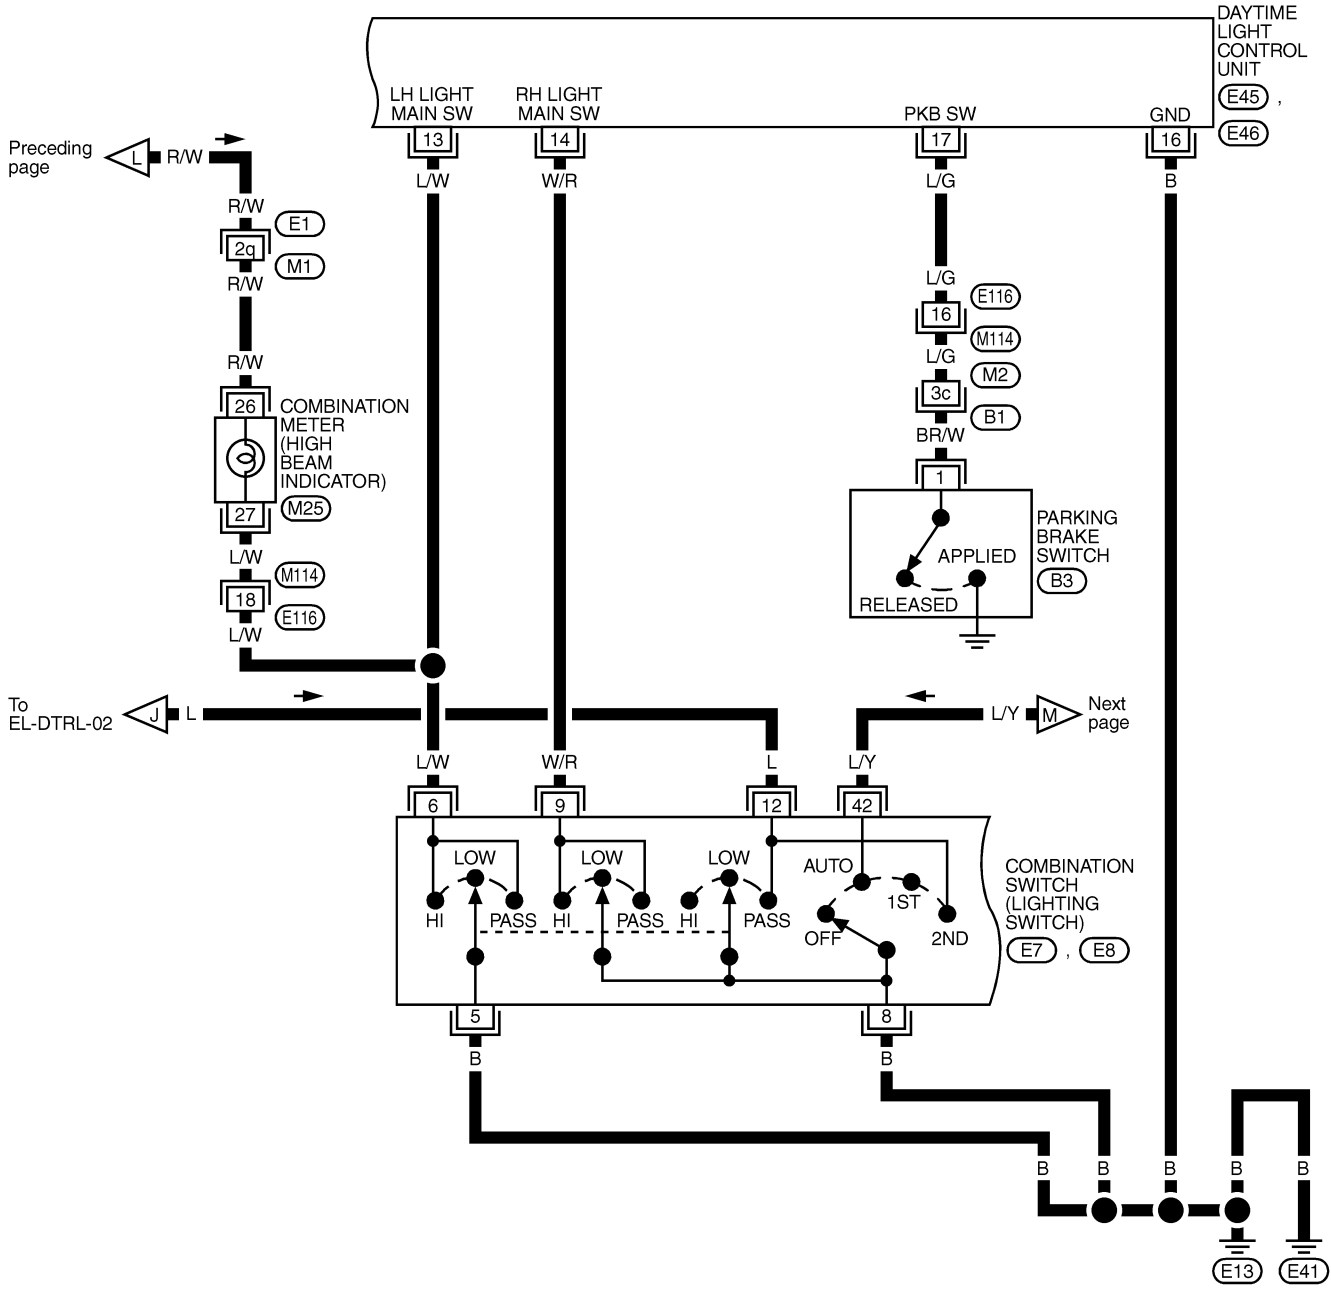 DAYTIME
LIGHT
CONTROL
UNIT
E45 ,
E46
LH LIGHT
MAIN SW
RH LIGHT
MAIN SW
PKB SW
GND
13
14
17
16
Preceding
page
L
R/W
L/W
W/R
L/G
B
R/W
E1
2q
M1
R/W
L/G
E116
16
M114
L/G
R/W
M2
3c
B1
26
COMBINATION
METER
(HIGH
BEAM
INDICATOR)
M25
27
BR/W
1
PARKING
BRAKE
SWITCH
B3
APPLIED
RELEASED
L/W
M114
18
E116
L/W
To
EL-DTRL-02
J
L
L/Y
M
Next
page
L/W
W/R
L
L/Y
6
9
12
42
LOW
LOW
LOW
AUTO
1ST
HI
PASS
HI
PASS
HI
PASS
OFF
2ND
COMBINATION
SWITCH
(LIGHTING
SWITCH)
E7 , E8
5
8
B
B
B
B
B
B
B
E13
E41